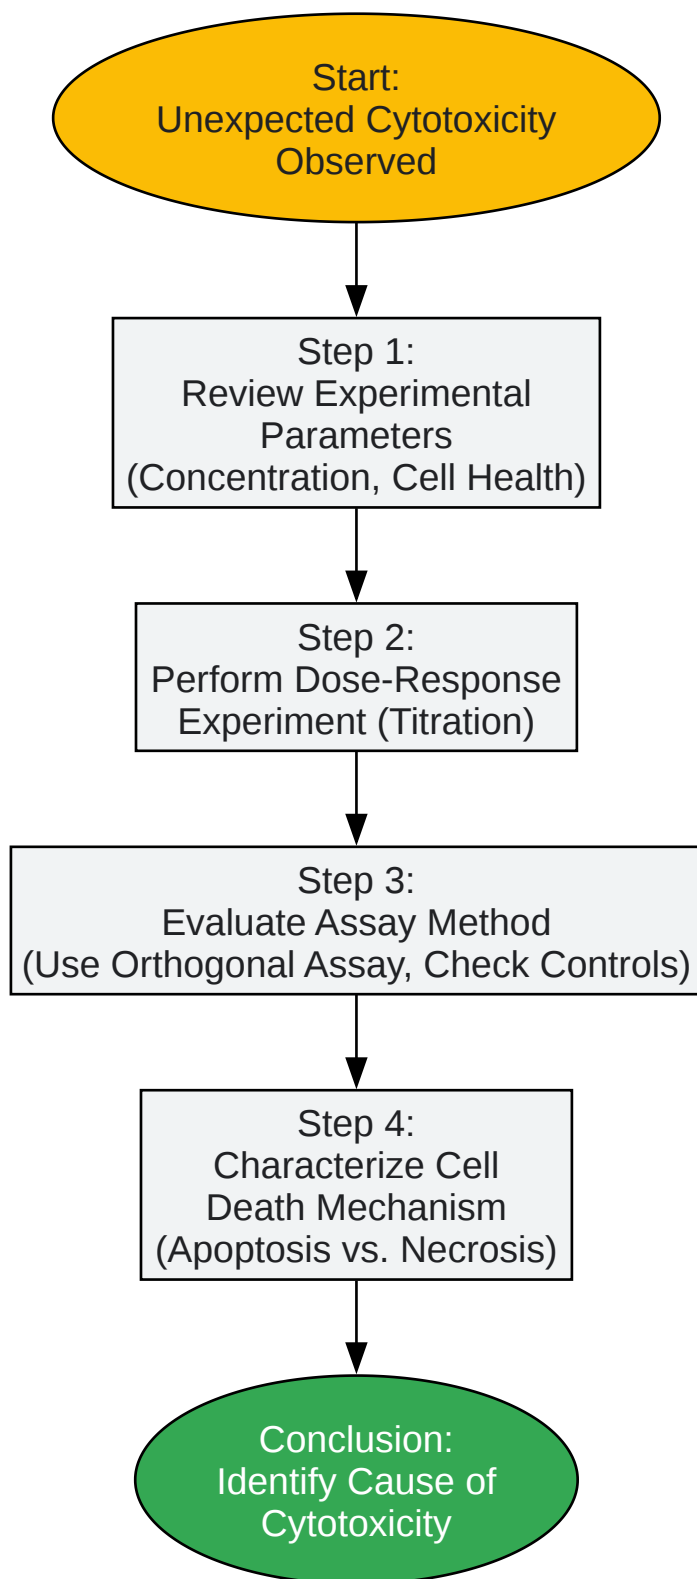 Start:
Unexpected Cytotoxicity
Observed
Step 1:
Review Experimental
Parameters
(Concentration, Cell Health)
Step 2:
Perform Dose-Response
Experiment (Titration)
Step 3:
Evaluate Assay Method
(Use Orthogonal Assay, Check Controls)
Step 4:
Characterize Cell
Death Mechanism
(Apoptosis vs. Necrosis)
Conclusion:
Identify Cause of
Cytotoxicity